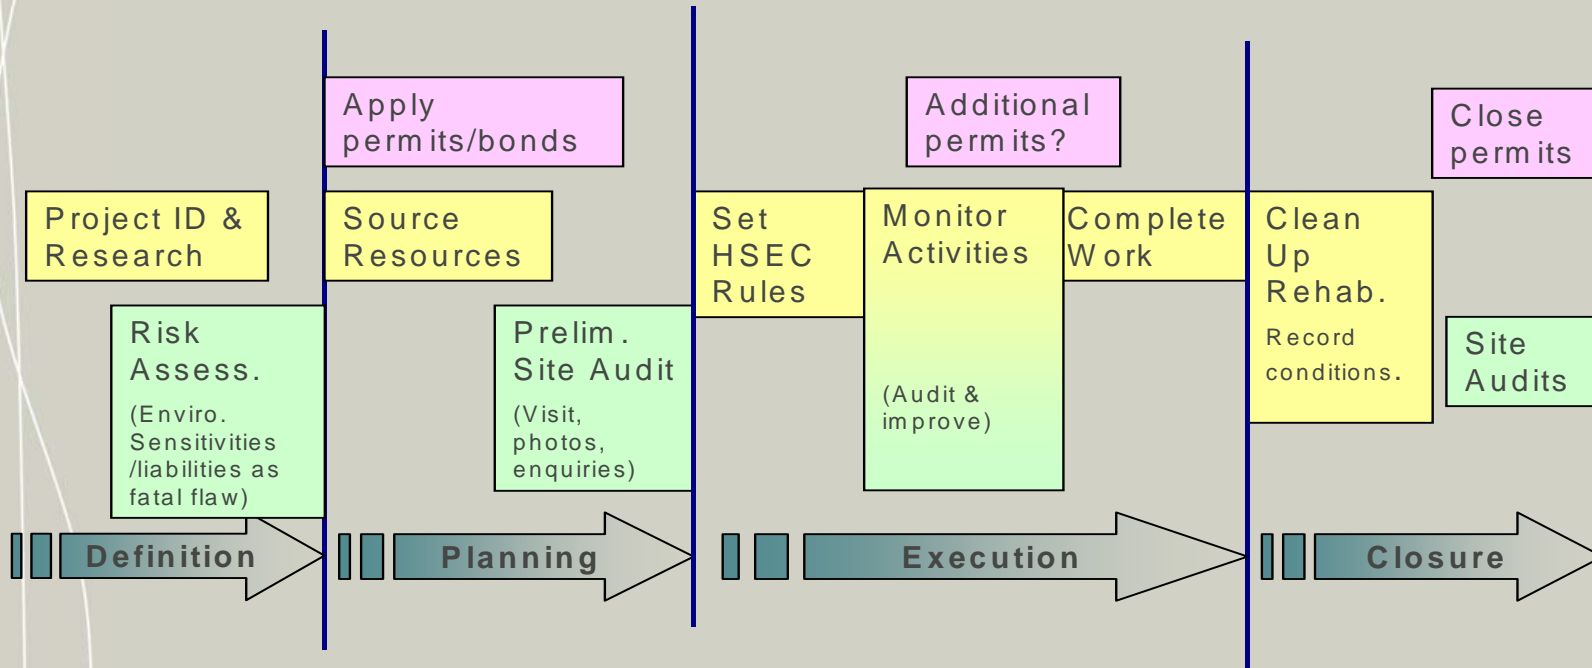 Apply
permits/bonds
Additional
permits?
Close
permits
Project ID &
Research
Source
Resources
Set
HSEC
Rules
Monitor
Activities
(Audit &
improve)
Complete
Work
Clean
Up
Rehab.
Record
conditions.
Risk
Assess.
(Enviro.
Sensitivities
/liabilities as
fatal flaw)
Prelim.
Site Audit
(Visit,
photos,
enquiries)
Site
Audits
Definition
Planning
Execution
Closure